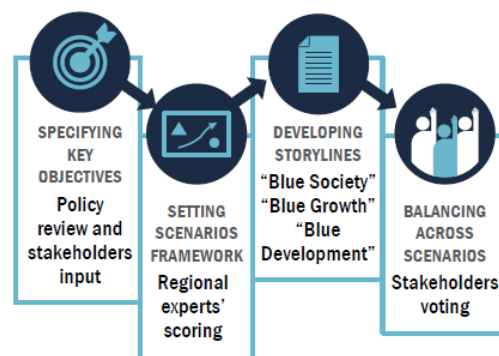 SPECIFYING
KEY
OBJECTIVES
Policy
review and
stakeholders
input
SETTING
SCENARIOS
FRAMEWORK
Regional
experts’
scoring
DEVELOPING
STORYLINES
“Blue Society”
“Blue Growth”
“Blue
Development”
BALANCING
ACROSS
SCENARIOS
Stakeholders
voting